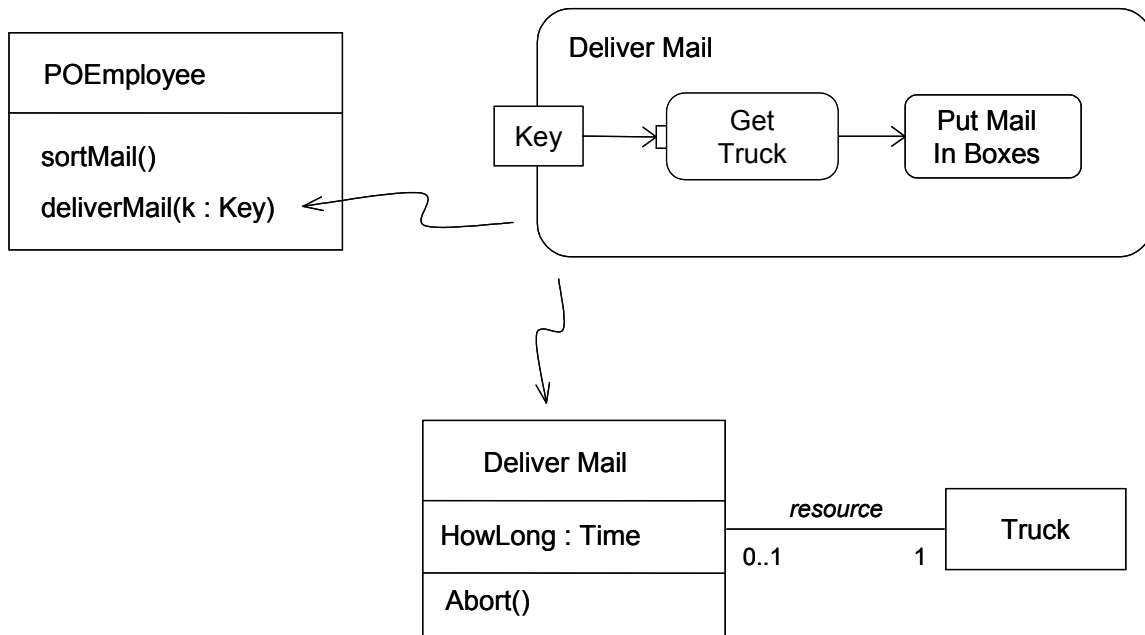 POEmployee
sortMail()
deliverMail(k : Key)
Deliver Mail
Key
Get
Truck
Put Mail
In Boxes
Deliver Mail
HowLong : Time
Abort()
resource
0..1
1
Truck